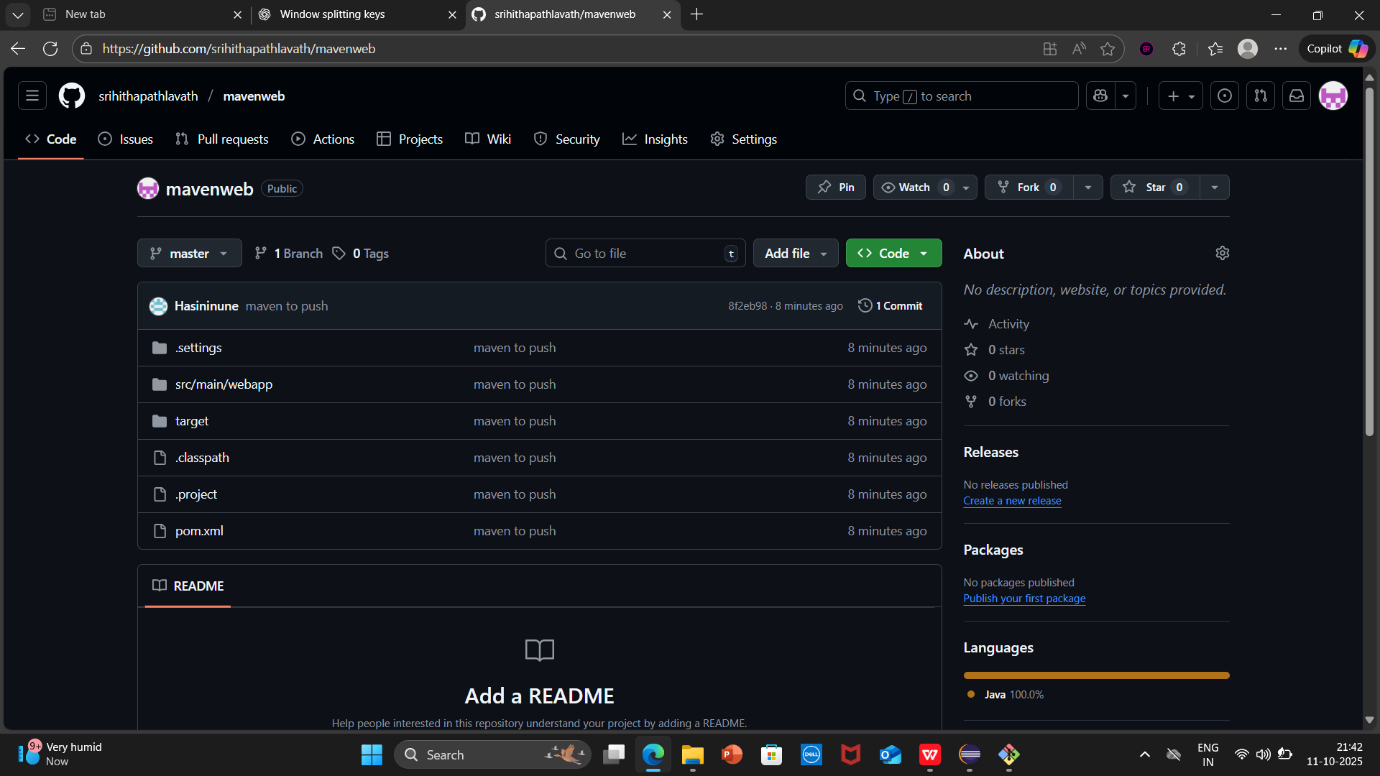 New tab
Window splitting keys
srihithapathlavath/mavenweb
https://github.com/srihithapathlavath/mavenweb
Copilot
srihithapathlavath / mavenweb
Type / to search
Code
Issues
Pull requests
Actions
Projects
Wiki
Security
Insights
Settings
mavenweb
Public
Pin
Watch 0
Fork 0
Star 0
master
1 Branch
0 Tags
Go to file
t
Add file
Code
Hasininune maven to push
8f2eb98 · 8 minutes ago
1 Commit
.settings maven to push 8 minutes ago
src/main/webapp maven to push 8 minutes ago
target maven to push 8 minutes ago
.classpath maven to push 8 minutes ago
.project maven to push 8 minutes ago
pom.xml maven to push 8 minutes ago
README
Add a README
Help people interested in this repository understand your project by adding a README.
About
No description, website, or topics provided.
Activity
0 stars
0 watching
0 forks
Releases
No releases published
Create a new release
Packages
No packages published
Publish your first package
Languages
Java 100.0%
9+
Very humid
Now
Search
ENG
IN
21:42
11-10-2025